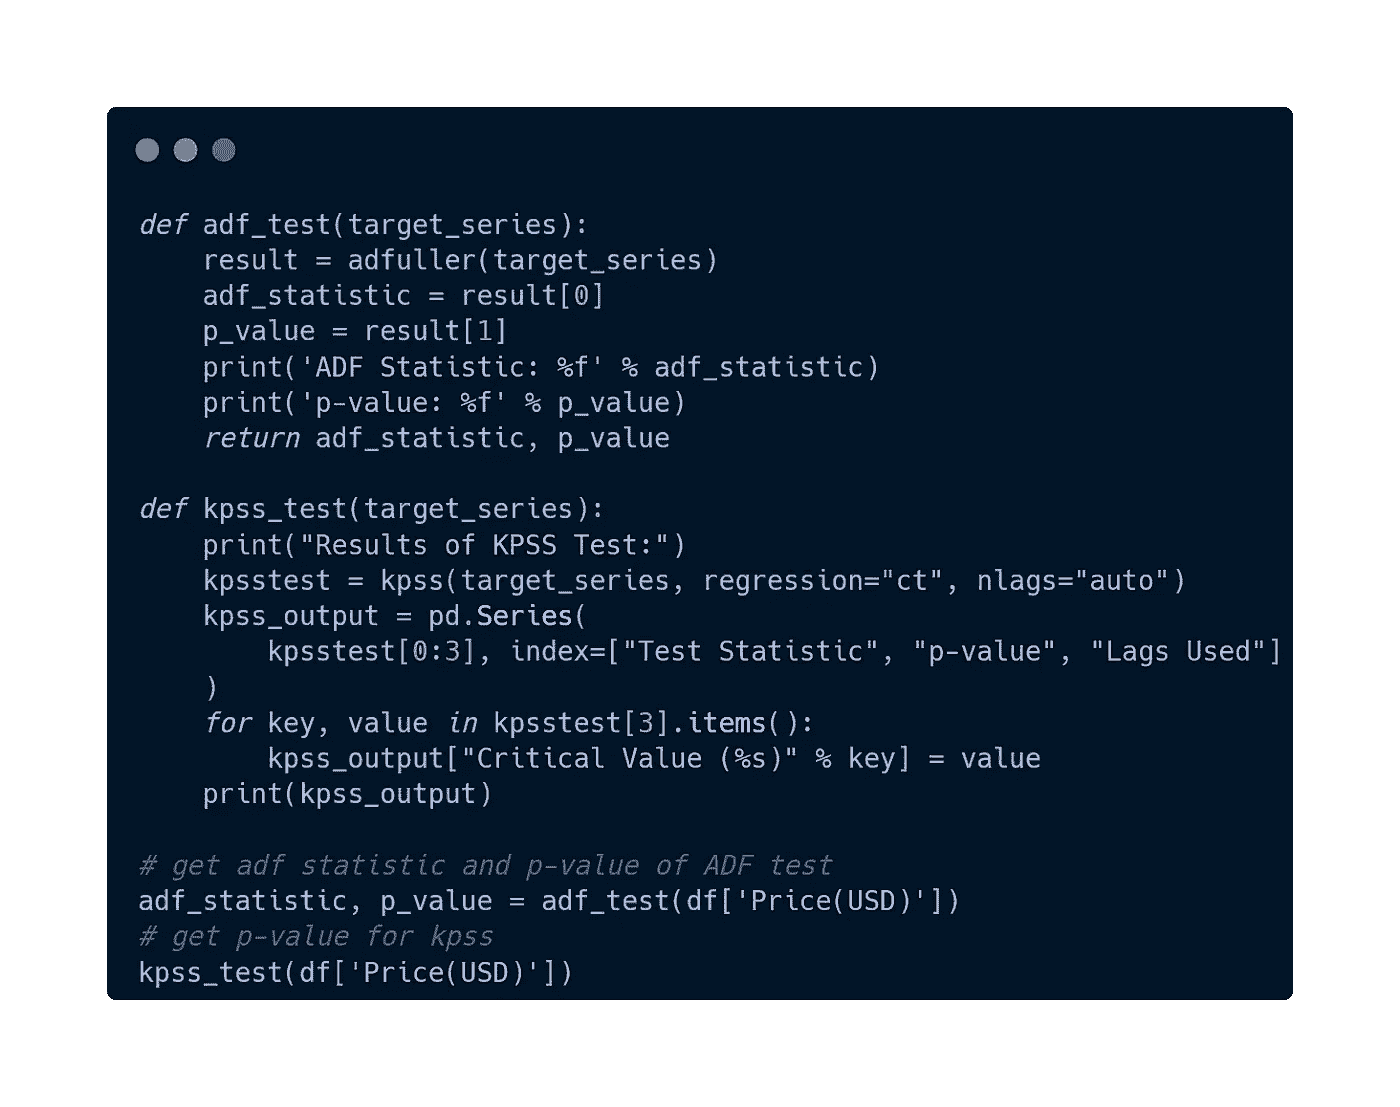 def adf_test(target_series):
    result = adfuller(target_series)
    adf_statistic = result[0]
    p_value = result[1]
    print('ADF Statistic: %f' % adf_statistic)
    print('p-value: %f' % p_value)
    return adf_statistic, p_value

def kpss_test(target_series):
    print("Results of KPSS Test:")
    kpsstest = kpss(target_series, regression="ct", nlags="auto")
    kpss_output = pd.Series(
        kpsstest[0:3], index=["Test Statistic", "p-value", "Lags Used"]
    )
    for key, value in kpsstest[3].items():
        kpss_output["Critical Value (%s)" % key] = value
    print(kpss_output)

# get adf statistic and p-value of ADF test
adf_statistic, p_value = adf_test(df['Price(USD)'])
# get p-value for kpss
kpss_test(df['Price(USD)'])